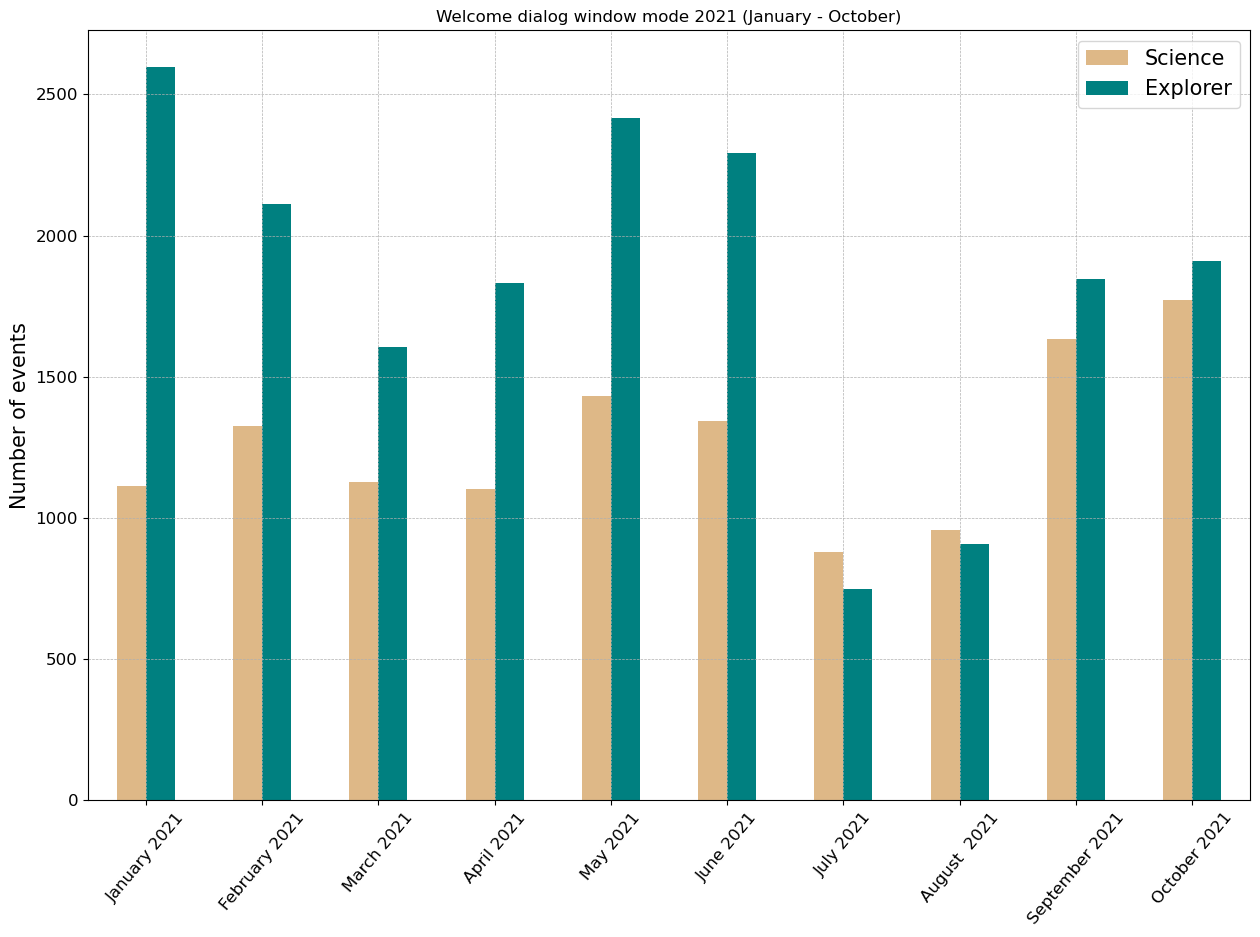 Welcome dialog window mode 2021 (January - October)
Science
Explorer
Number of events
2500
2000
1500
1000
500
0
January 2021
February 2021
March 2021
April 2021
May 2021
June 2021
July 2021
August  2021
September 2021
October 2021